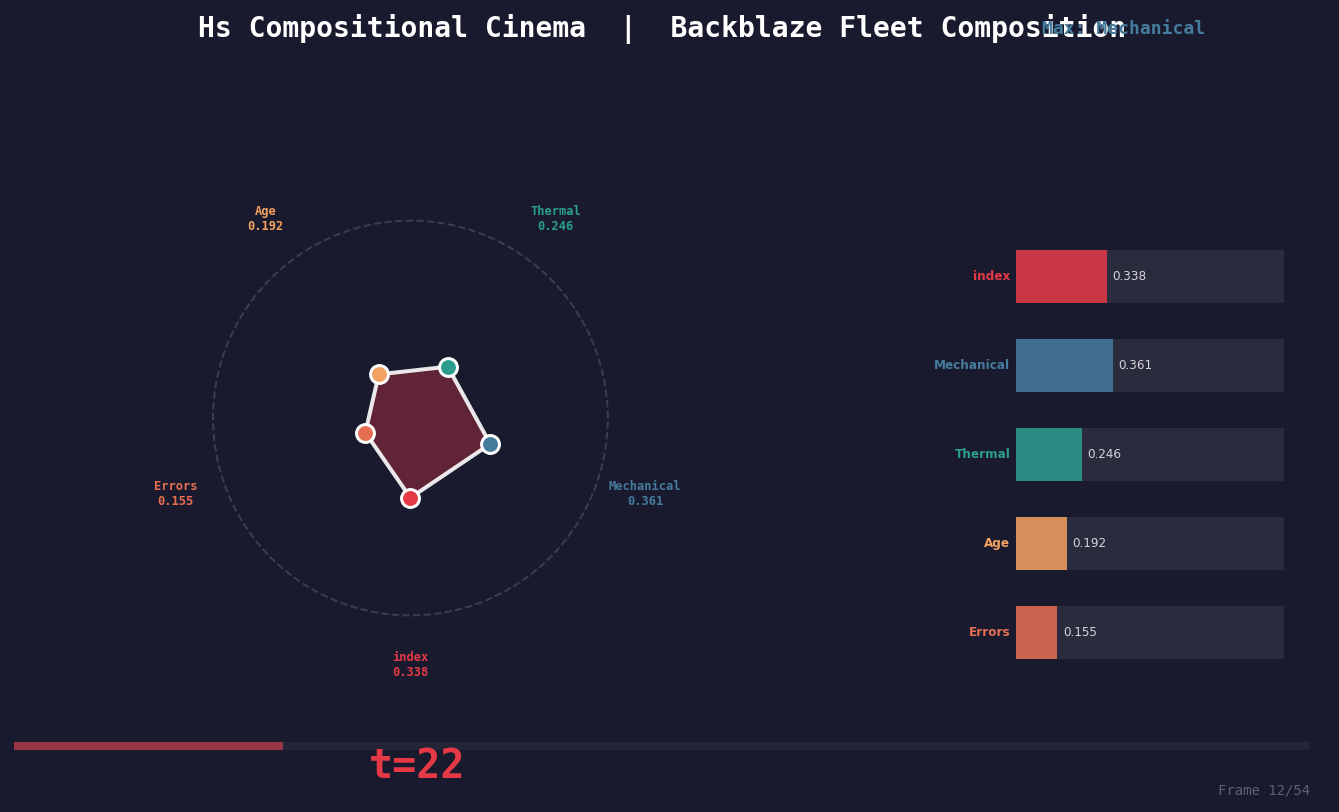 Hs Compositional Cinema | Backblaze Fleet Composition
Max: Mechanical
Age
0.192
Thermal
0.246
Errors
0.155
Mechanical
0.361
index
0.338
index 0.338
Mechanical 0.361
Thermal 0.246
Age 0.192
Errors 0.155
t=22
Frame 12/54